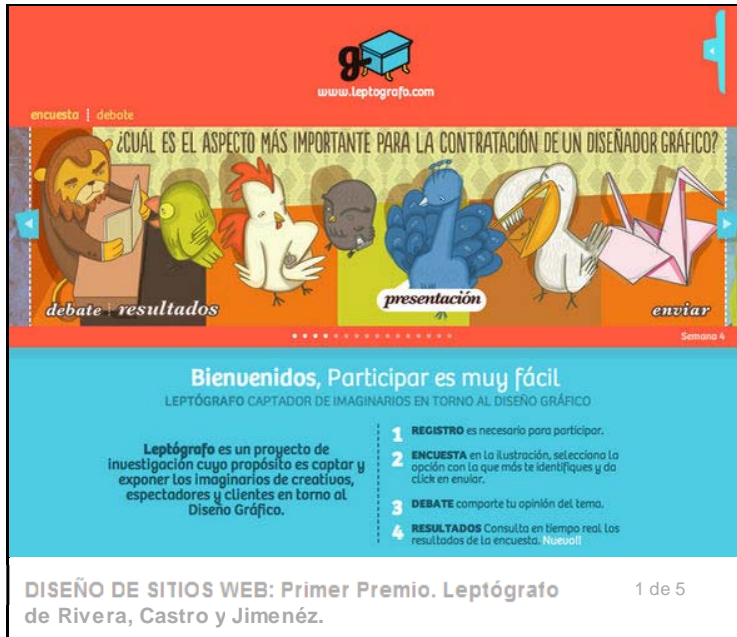 g-
www.leptografo.com
encuesta | debate
¿CUÁL ES EL ASPECTO MÁS IMPORTANTE PARA LA CONTRATACIÓN DE UN DISEÑADOR GRÁFICO?
debate | resultados
presentación
enviar
Semana 4
Bienvenidos, Participar es muy fácil
LEPTÓGRAFO CAPTADOR DE IMAGINARIOS EN TORNO AL DISEÑO GRÁFICO
Leptógrafo es un proyecto de
investigación cuyo propósito es captar y
exponer los imaginarios de creativos,
espectadores y clientes en torno al
Diseño Gráfico.
1 REGISTRO es necesario para participar.
2 ENCUESTA en la ilustración, selecciona la
opción con la que más te identifiques y da
click en enviar.
3 DEBATE comparte tu opinión del tema.
4 RESULTADOS Consulta en tiempo real los
resultados de la encuesta. Nuevo!!
DISEÑO DE SITIOS WEB: Primer Premio. Leptógrafo
de Rivera, Castro y Jimenéz.
1 de 5